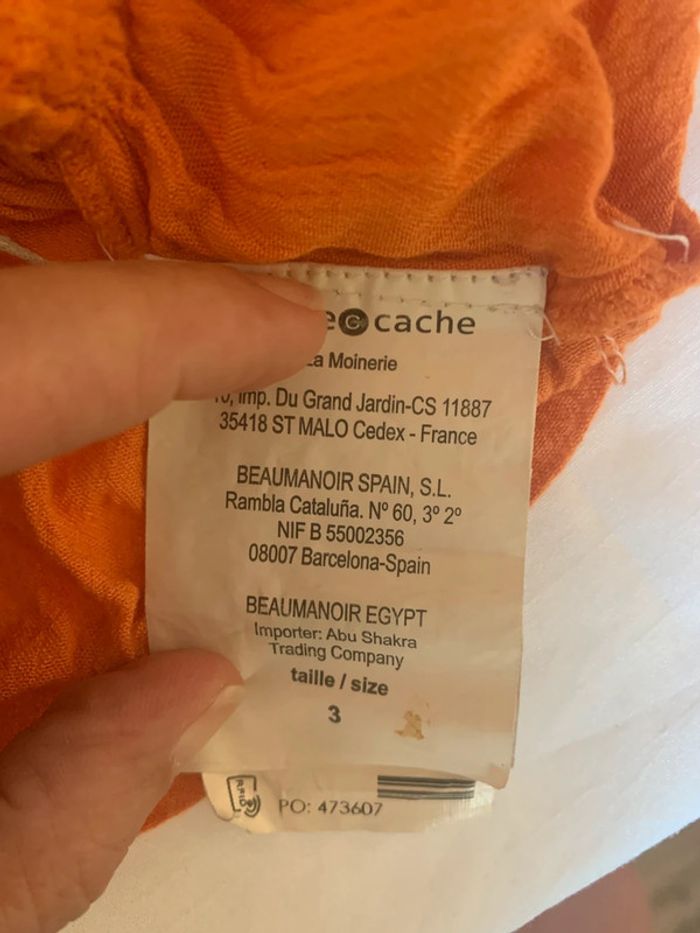 cache
La Moinerie
Imp. Du Grand Jardin-CS 11887
35418 ST MALO Cedex - France
BEAUMANOIR SPAIN, S.L.
Rambla Cataluña. Nº 60, 3º 2º
NIF B 55002356
08007 Barcelona-Spain
BEAUMANOIR EGYPT
Importer: Abu Shakra
Trading Company
taille / size
3
RFID
PO: 473607